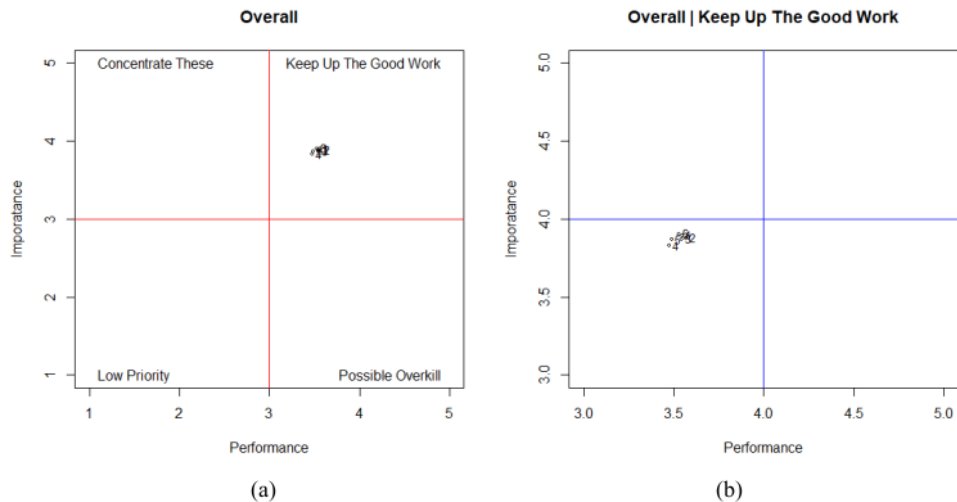 Overall
Concentrate These
Keep Up The Good Work
Low Priority
Possible Overkill
Imporatance
5
4
3
2
1
1 2 3 4 5
Performance
(a)
Overall | Keep Up The Good Work
Imporatance
5.0
4.5
4.0
3.5
3.0
4
2
3.0 3.5 4.0 4.5 5.0
Performance
(b)